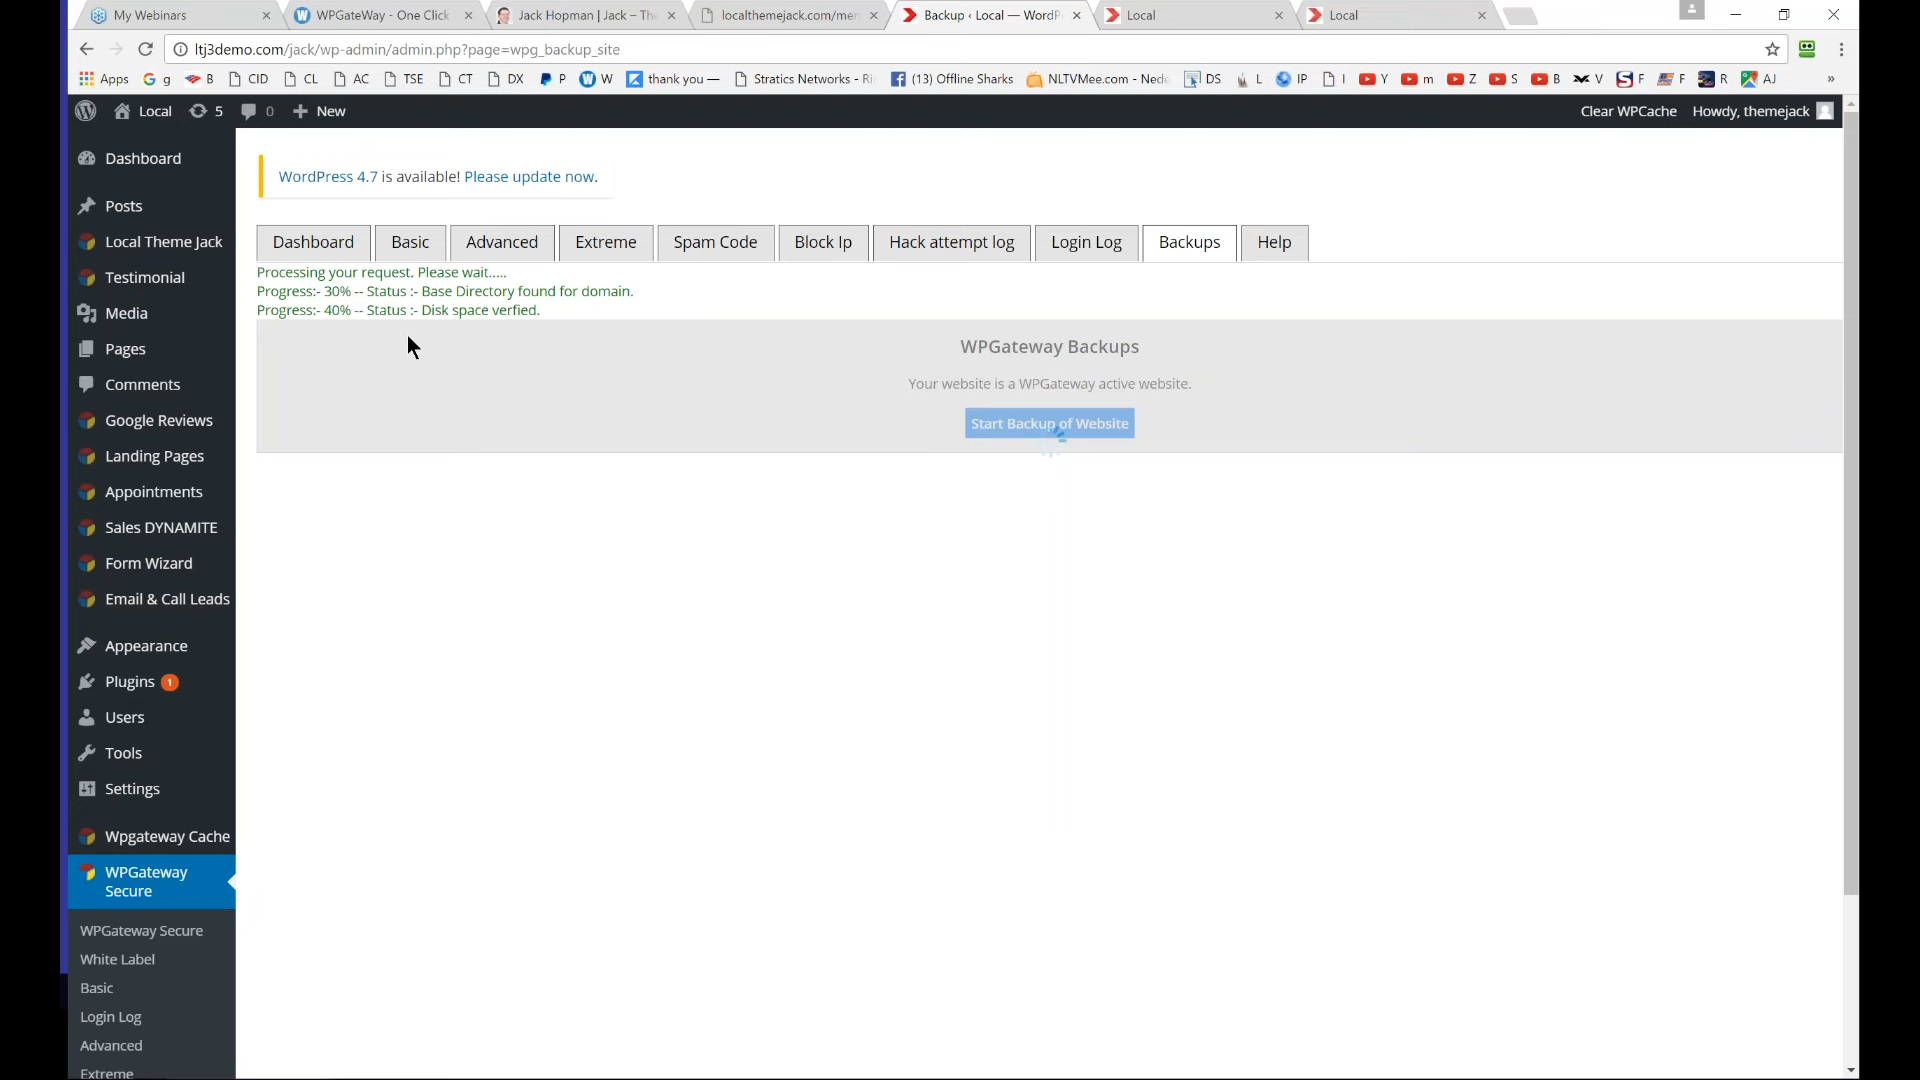 My Webinars
WPGateWay - One Click
Jack Hopman | Jack – The
localthemejack.com/mem
Backup ‹ Local — WordP
Local
Local
ltj3demo.com/jack/wp-admin/admin.php?page=wpg_backup_site
Apps
g
B
CID
CL
AC
TSE
CT
DX
P
W
thank you —
Stratics Networks - Ri
(13) Offline Sharks
NLTVMee.com - Nede
DS
L
IP
I
Y
m
Z
S
B
V
F
F
R
AJ
»
Local
5
0
New
Clear WPCache
Howdy, themejack
Dashboard
Posts
Local Theme Jack
Testimonial
Media
Pages
Comments
Google Reviews
Landing Pages
Appointments
Sales DYNAMITE
Form Wizard
Email & Call Leads
Appearance
Plugins 1
Users
Tools
Settings
Wpgateway Cache
WPGateway
Secure
WPGateway Secure
White Label
Basic
Login Log
Advanced
Extreme
WordPress 4.7 is available! Please update now.
Dashboard
Basic
Advanced
Extreme
Spam Code
Block Ip
Hack attempt log
Login Log
Backups
Help
Processing your request. Please wait.....
Progress:- 30% -- Status :- Base Directory found for domain.
Progress:- 40% -- Status :- Disk space verfied.
WPGateway Backups
Your website is a WPGateway active website.
Start Backup of Website